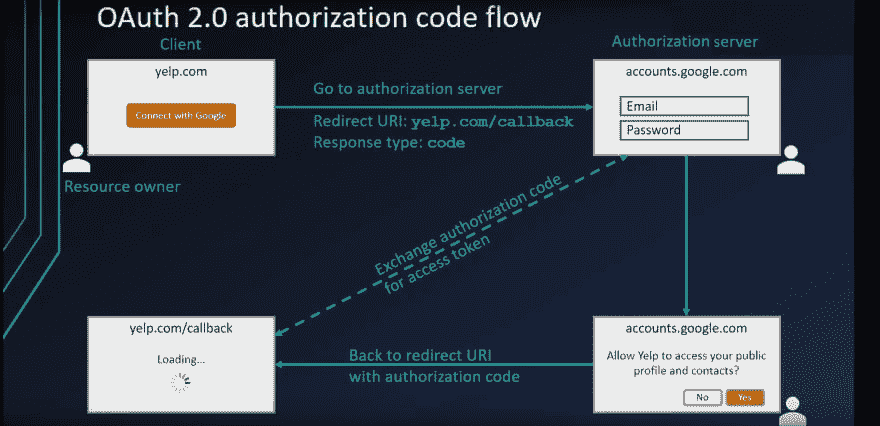 OAuth 2.0 authorization code flow
Client
Authorization server
yelp.com
Connect with Google
Go to authorization server
Redirect URI: yelp.com/callback
Response type: code
accounts.google.com
Email
Password
Resource owner
Exchange authorization code
for access token
yelp.com/callback
Loading...
Back to redirect URI
with authorization code
accounts.google.com
Allow Yelp to access your public
profile and contacts?
No
Yes